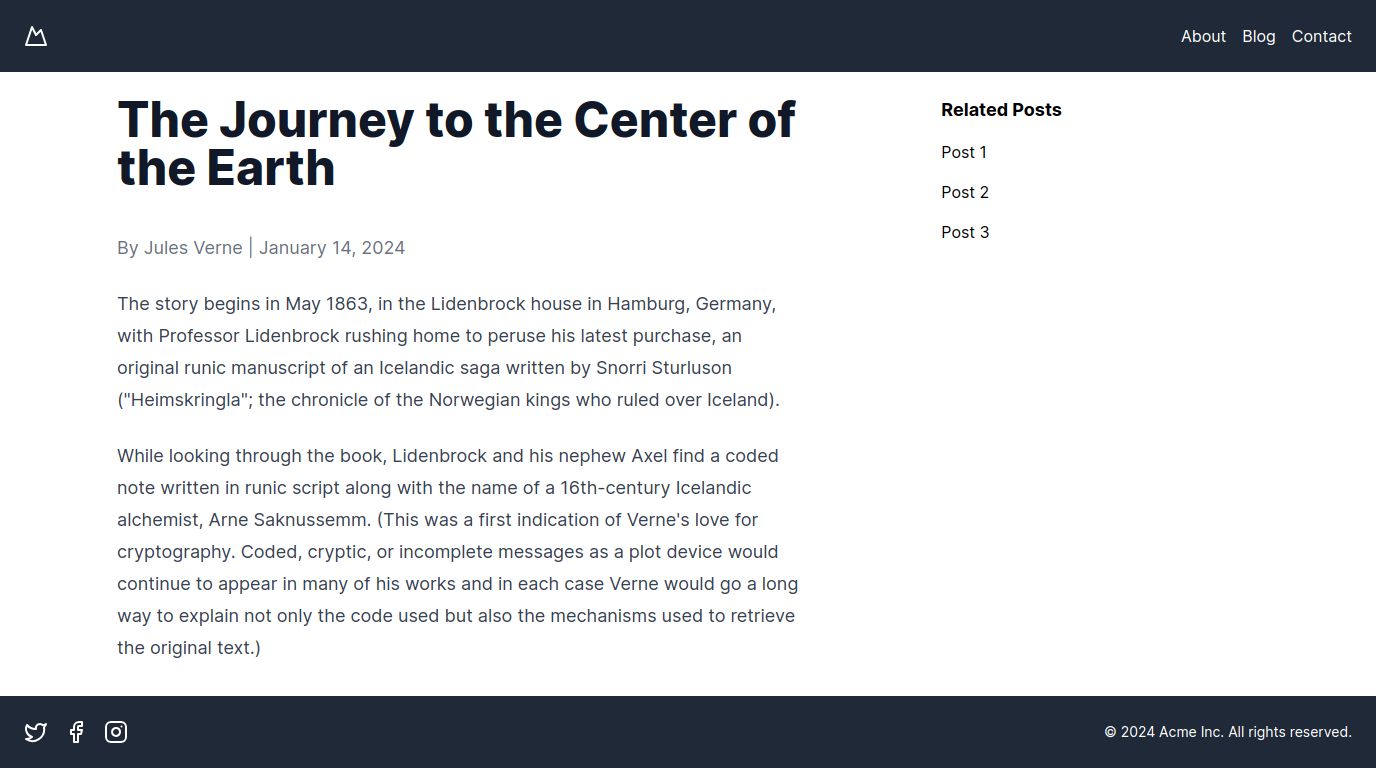 About Blog Contact
The Journey to the Center of
the Earth
By Jules Verne | January 14, 2024
The story begins in May 1863, in the Lidenbrock house in Hamburg, Germany,
with Professor Lidenbrock rushing home to peruse his latest purchase, an
original runic manuscript of an Icelandic saga written by Snorri Sturluson
("Heimskringla"; the chronicle of the Norwegian kings who ruled over Iceland).
While looking through the book, Lidenbrock and his nephew Axel find a coded
note written in runic script along with the name of a 16th-century Icelandic
alchemist, Arne Saknussemm. (This was a first indication of Verne's love for
cryptography. Coded, cryptic, or incomplete messages as a plot device would
continue to appear in many of his works and in each case Verne would go a long
way to explain not only the code used but also the mechanisms used to retrieve
the original text.)
Related Posts
Post 1
Post 2
Post 3
© 2024 Acme Inc. All rights reserved.